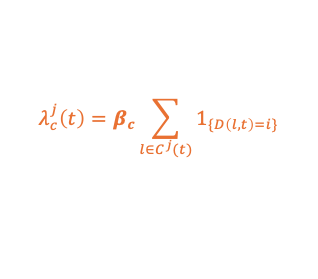 λ_c^j(t) = β_c ∑_{l∈C^j(t)} 1_{D(l,t)=i}